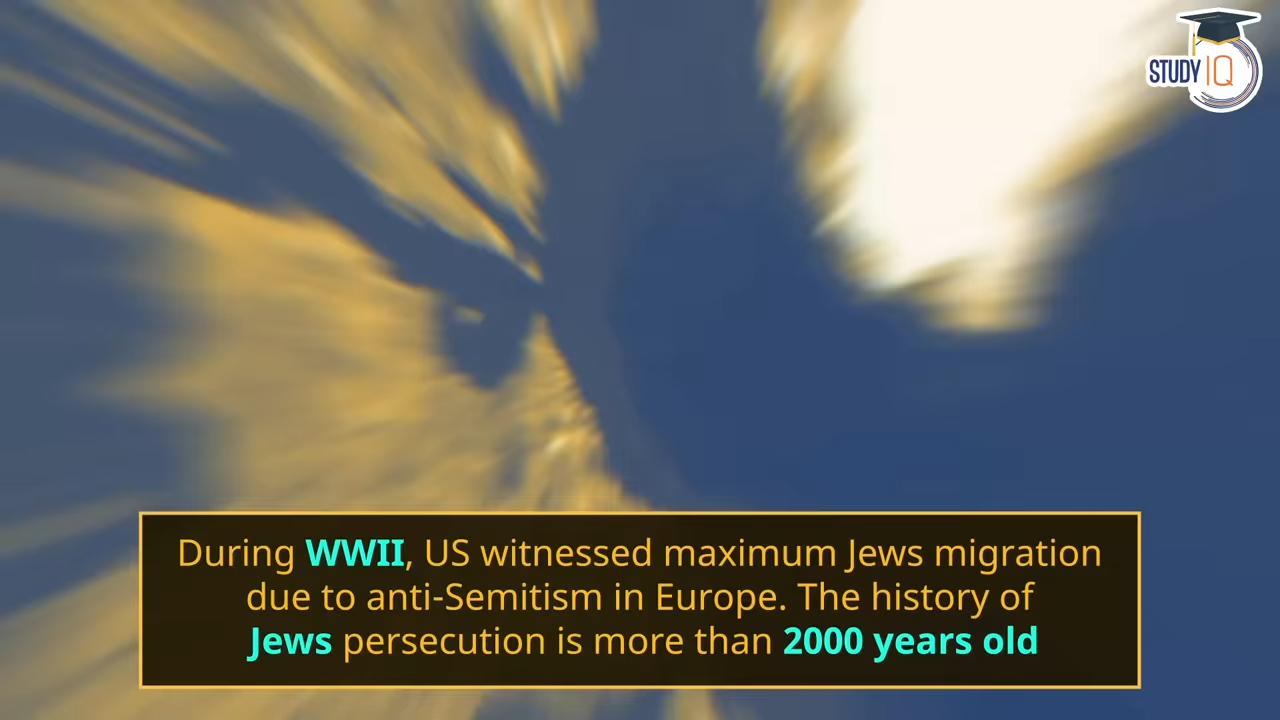 STUDY IQ
During WWII, US witnessed maximum Jews migration
due to anti-Semitism in Europe. The history of
Jews persecution is more than 2000 years old